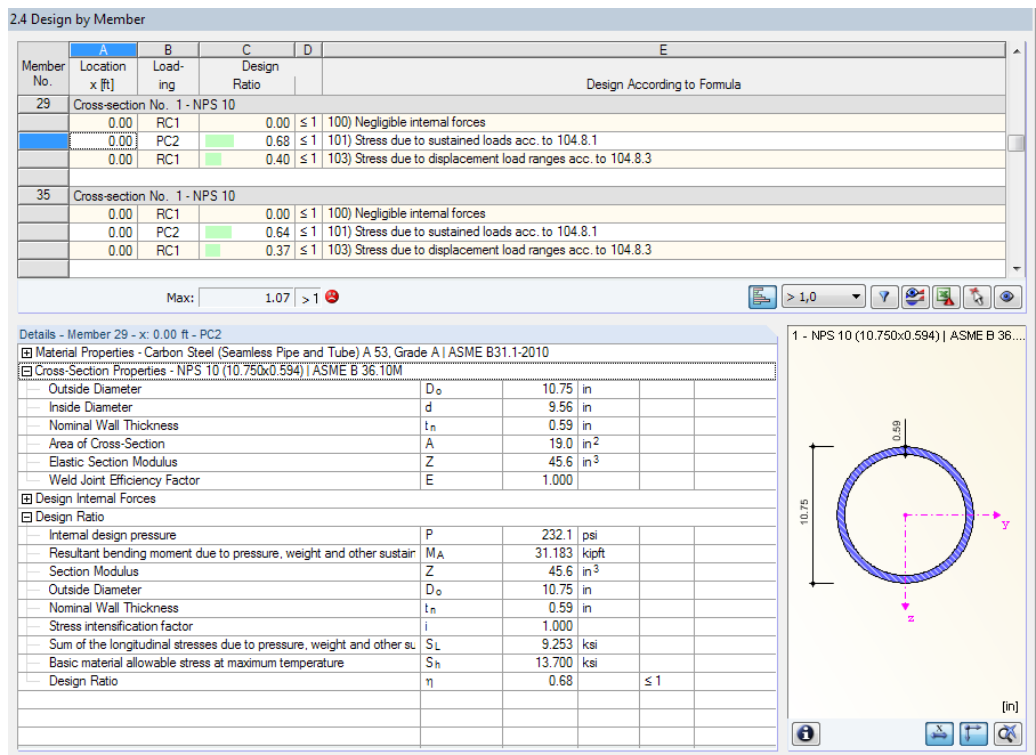 2.4 Design by Member
A B C D E
Member Location Load- Design
No. x [ft] ing Ratio Design According to Formula
29 Cross-section No. 1 - NPS 10
0.00 RC1 0.00 ≤ 1 100) Negligible internal forces
0.00 PC2 0.68 ≤ 1 101) Stress due to sustained loads acc. to 104.8.1
0.00 RC1 0.40 ≤ 1 103) Stress due to displacement load ranges acc. to 104.8.3
35 Cross-section No. 1 - NPS 10
0.00 RC1 0.00 ≤ 1 100) Negligible internal forces
0.00 PC2 0.64 ≤ 1 101) Stress due to sustained loads acc. to 104.8.1
0.00 RC1 0.37 ≤ 1 103) Stress due to displacement load ranges acc. to 104.8.3
Max: 1.07 > 1 > 1,0
Details - Member 29 - x: 0.00 ft - PC2
Material Properties - Carbon Steel (Seamless Pipe and Tube) A 53, Grade A | ASME B31.1-2010
Cross-Section Properties - NPS 10 (10.750x0.594) | ASME B 36.10M
Outside Diameter Do 10.75 in
Inside Diameter d 9.56 in
Nominal Wall Thickness tn 0.59 in
Area of Cross-Section A 19.0 in2
Elastic Section Modulus Z 45.6 in3
Weld Joint Efficiency Factor E 1.000
Design Internal Forces
Design Ratio
Internal design pressure P 232.1 psi
Resultant bending moment due to pressure, weight and other sustair MA 31.183 kipft
Section Modulus Z 45.6 in3
Outside Diameter Do 10.75 in
Nominal Wall Thickness tn 0.59 in
Stress intensification factor i 1.000
Sum of the longitudinal stresses due to pressure, weight and other su SL 9.253 ksi
Basic material allowable stress at maximum temperature Sh 13.700 ksi
Design Ratio η 0.68 ≤ 1
1 - NPS 10 (10.750x0.594) | ASME B 36....
0.59
10.75
y
z
[in]